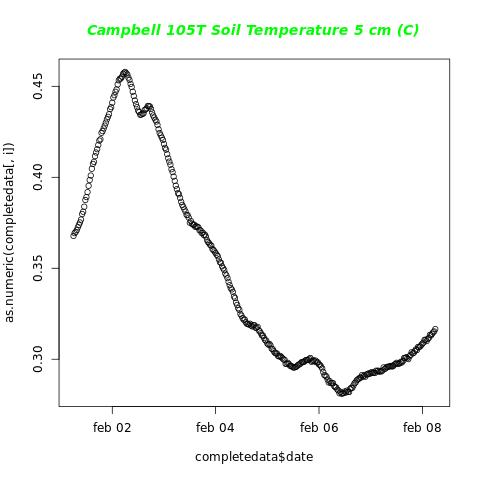 Campbell 105T Soil Temperature 5 cm (C)
as.numeric(completedata[, i])
0.45
0.40
0.35
0.30
feb 02 feb 04 feb 06 feb 08
completedata$date